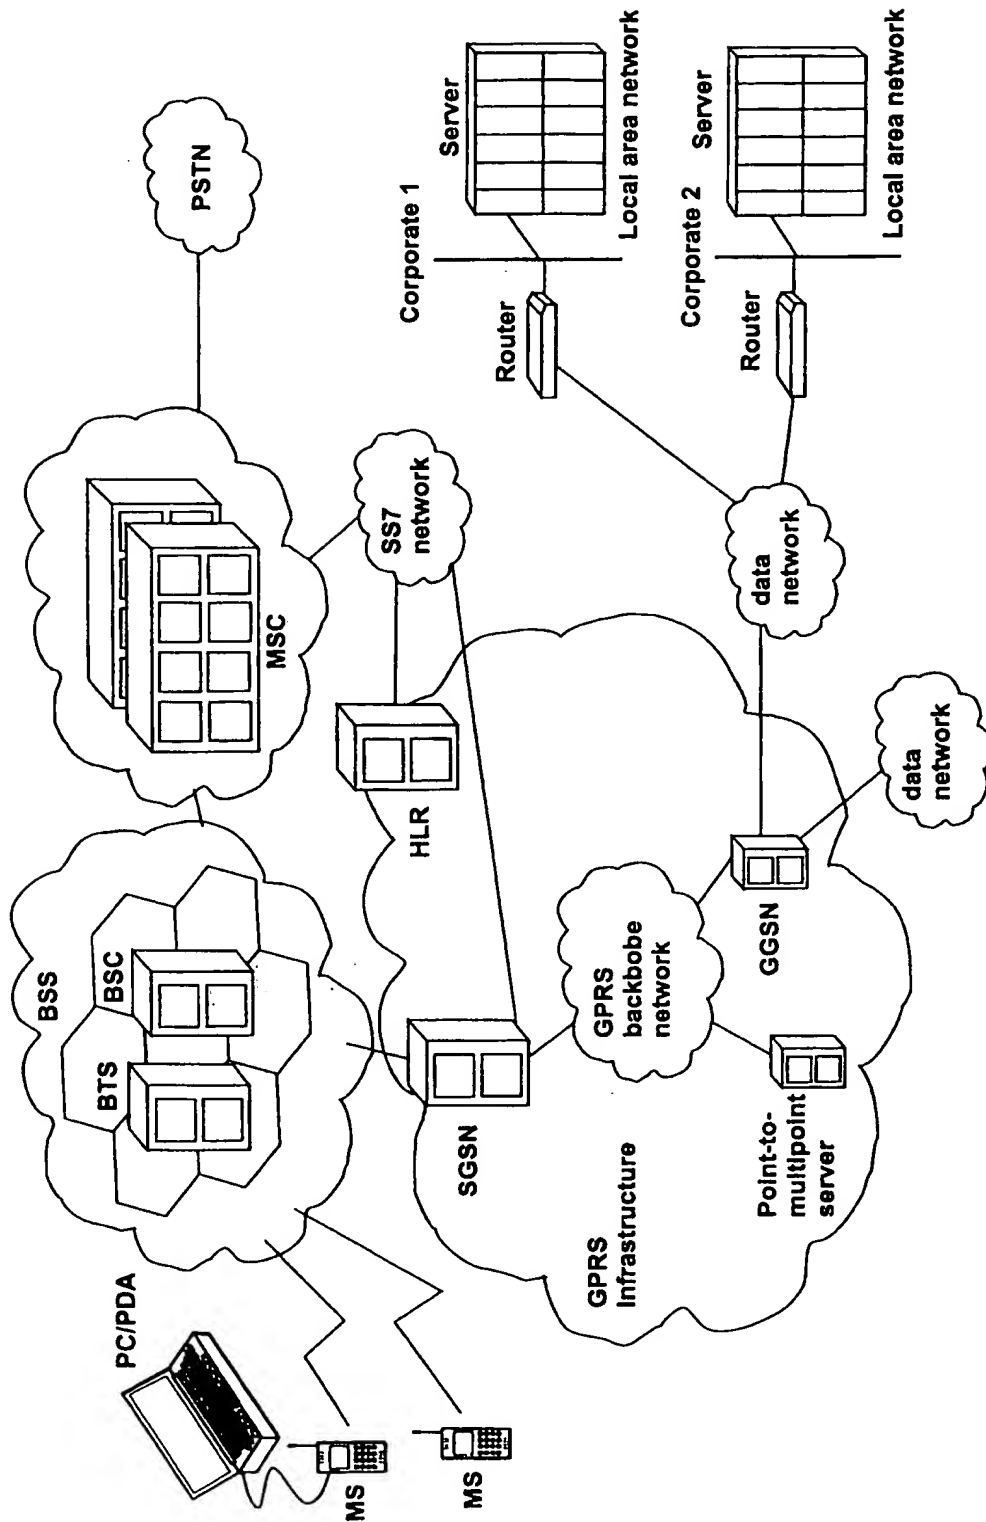 PC/PDA
MS
MS
BSS
BTS
BSC
MSC
PSTN
SGSN
HLR
SS7
network
GPRS
Infrastructure
GPRS
backbobe
network
Point-to-
multipoint
server
GGSN
data
network
data
network
Corporate 1
Router
Server
Local area network
Corporate 2
Router
Server
Local area network